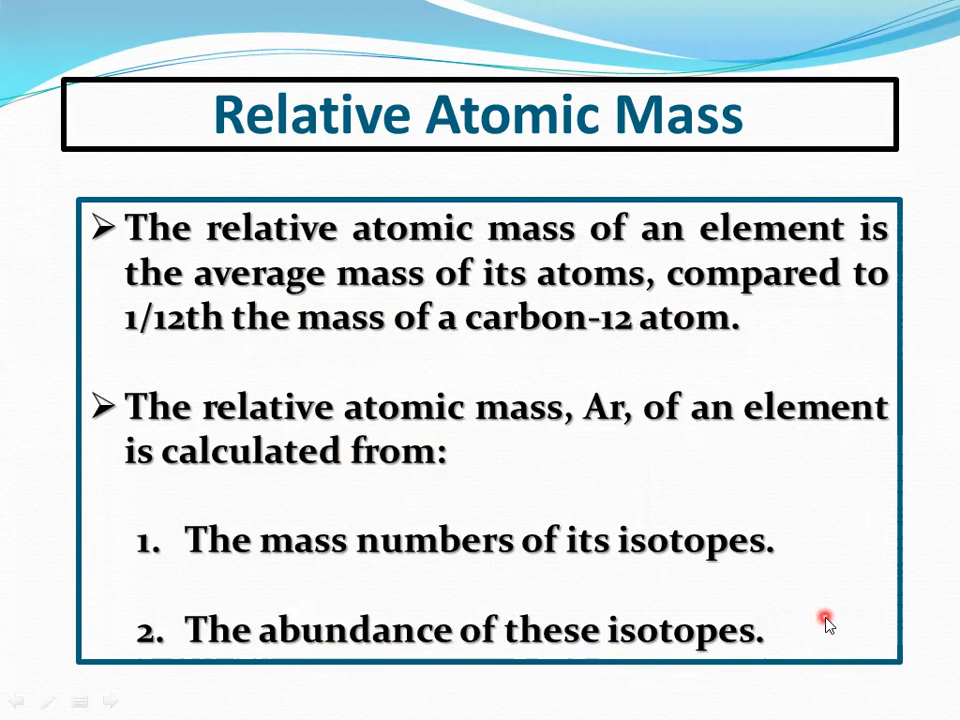 Relative Atomic Mass
➢ The relative atomic mass of an element is
the average mass of its atoms, compared to
1/12th the mass of a carbon-12 atom.
➢ The relative atomic mass, Ar, of an element
is calculated from:
1. The mass numbers of its isotopes.
2. The abundance of these isotopes.